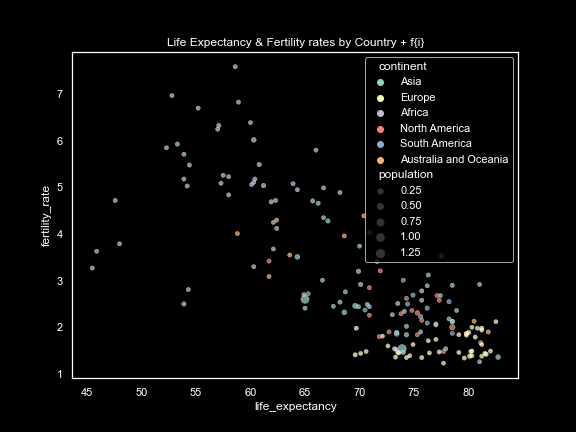 Life Expectancy & Fertility rates by Country + f{i}
continent
Asia
Europe
Africa
North America
South America
Australia and Oceania
population
0.25
0.50
0.75
1.00
1.25
fertility_rate
7
6
5
4
3
2
1
45
50
55
60
65
70
75
80
life_expectancy